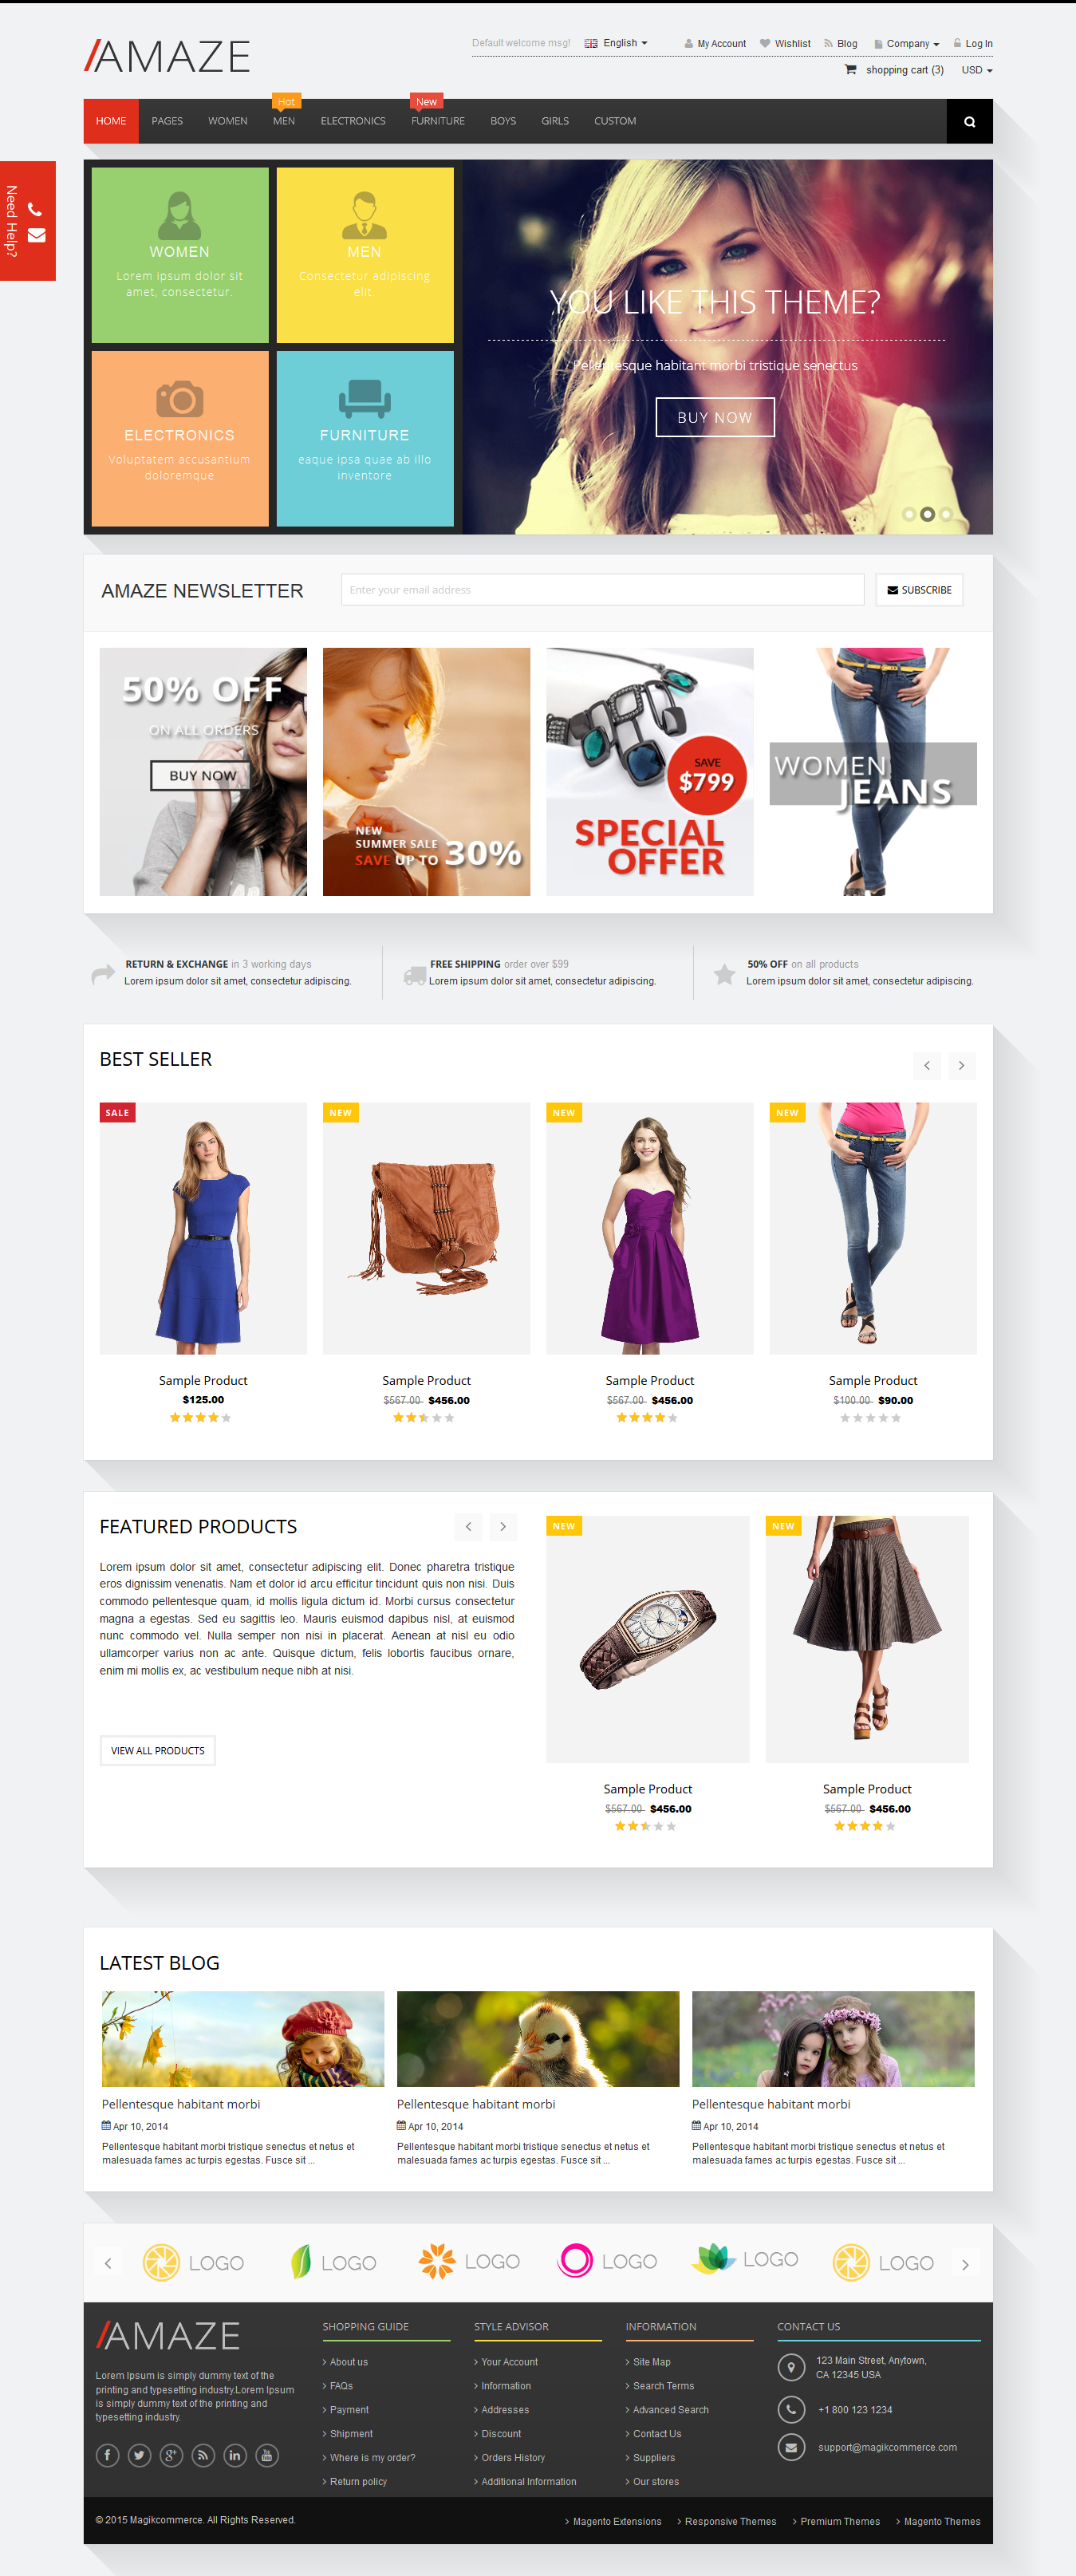 /AMAZE
Default welcome msg! English My Account Wishlist Blog Company Log In
shopping cart (3) USD
Hot New
HOME PAGES WOMEN MEN ELECTRONICS FURNITURE BOYS GIRLS CUSTOM
Need Help?
WOMEN
Lorem ipsum dolor sit
amet, consectetur.
MEN
Consectetur adipiscing
elit.
ELECTRONICS
Voluptatem accusantium
doloremque
FURNITURE
eaque ipsa quae ab illo
inventore
YOU LIKE THIS THEME?
Pellentesque habitant morbi tristique senectus
BUY NOW
AMAZE NEWSLETTER
Enter your email address
SUBSCRIBE
50% OFF
ON ALL ORDERS
BUY NOW
NEW
SUMMER SALE
SAVE UP TO 30%
SAVE
$799
SPECIAL
OFFER
WOMEN
JEANS
RETURN & EXCHANGE in 3 working days
Lorem ipsum dolor sit amet, consectetur adipiscing.
FREE SHIPPING order over $99
Lorem ipsum dolor sit amet, consectetur adipiscing.
50% OFF on all products
Lorem ipsum dolor sit amet, consectetur adipiscing.
BEST SELLER
SALE
Sample Product
$125.00
NEW
Sample Product
$567.00 $456.00
NEW
Sample Product
$567.00 $456.00
NEW
Sample Product
$100.00 $90.00
FEATURED PRODUCTS
Lorem ipsum dolor sit amet, consectetur adipiscing elit. Donec pharetra tristique
eros dignissim venenatis. Nam et dolor id arcu efficitur tincidunt quis non nisi. Duis
commodo pellentesque quam, id mollis ligula dictum id. Morbi cursus consectetur
magna a egestas. Sed eu sagittis leo. Mauris euismod dapibus nisl, at euismod
nunc commodo vel. Nulla semper non nisi in placerat. Aenean at nisl eu odio
ullamcorper varius non ac ante. Quisque dictum, felis lobortis faucibus ornare,
enim mi mollis ex, ac vestibulum neque nibh at nisi.
VIEW ALL PRODUCTS
NEW
Sample Product
$567.00 $456.00
NEW
Sample Product
$567.00 $456.00
LATEST BLOG
Pellentesque habitant morbi
Apr 10, 2014
Pellentesque habitant morbi tristique senectus et netus et
malesuada fames ac turpis egestas. Fusce sit ...
Pellentesque habitant morbi
Apr 10, 2014
Pellentesque habitant morbi tristique senectus et netus et
malesuada fames ac turpis egestas. Fusce sit ...
Pellentesque habitant morbi
Apr 10, 2014
Pellentesque habitant morbi tristique senectus et netus et
malesuada fames ac turpis egestas. Fusce sit ...
LOGO LOGO LOGO LOGO LOGO LOGO
/AMAZE
Lorem Ipsum is simply dummy text of the
printing and typesetting industry.Lorem Ipsum
is simply dummy text of the printing and
typesetting industry.
SHOPPING GUIDE
About us
FAQs
Payment
Shipment
Where is my order?
Return policy
STYLE ADVISOR
Your Account
Information
Addresses
Discount
Orders History
Additional Information
INFORMATION
Site Map
Search Terms
Advanced Search
Contact Us
Suppliers
Our stores
CONTACT US
123 Main Street, Anytown,
CA 12345 USA
+1 800 123 1234
support@magikcommerce.com
© 2015 Magikcommerce. All Rights Reserved.
Magento Extensions Responsive Themes Premium Themes Magento Themes